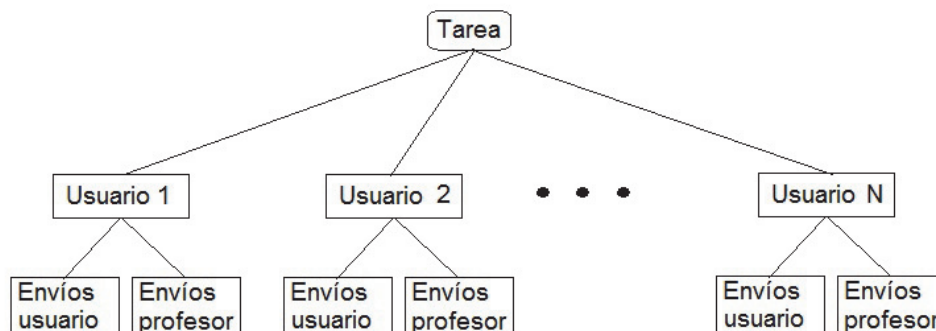 Tarea
Usuario 1
Usuario 2
Usuario N
Envíos
usuario
Envíos
profesor
Envíos
usuario
Envíos
profesor
Envíos
usuario
Envíos
profesor